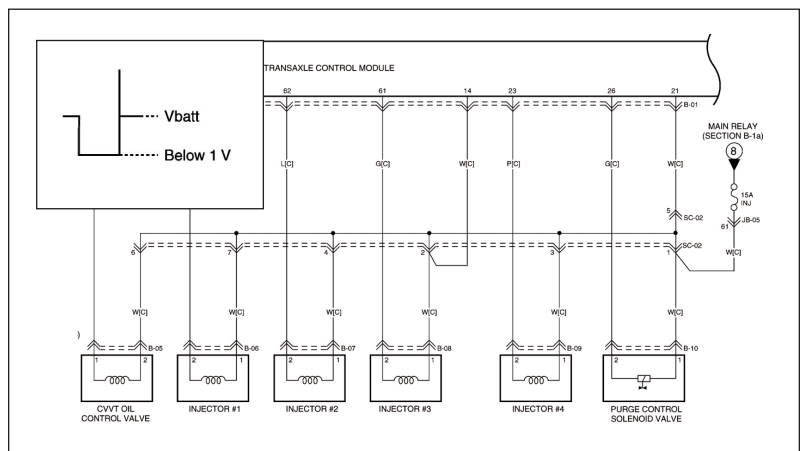 Vbatt
Below 1 V
TRANSAXLE CONTROL MODULE
62 61 14 23 26 21
B-01
MAIN RELAY
(SECTION B-1a)
8
L[C] G[C] W[C] P[C] G[C] W[C]
15A
INJ
5 SC-02
61 JB-05
6 7 4 2 3 1 SC-02
W[C]
W[C] W[C] W[C] W[C] W[C] W[C]
)
B-05 B-06 B-07 B-08 B-09 B-10
1 2 2 1 2 1 2 1 2 1 2 1
CVVT OIL
CONTROL VALVE
INJECTOR #1
INJECTOR #2
INJECTOR #3
INJECTOR #4
PURGE CONTROL
SOLENOID VALVE